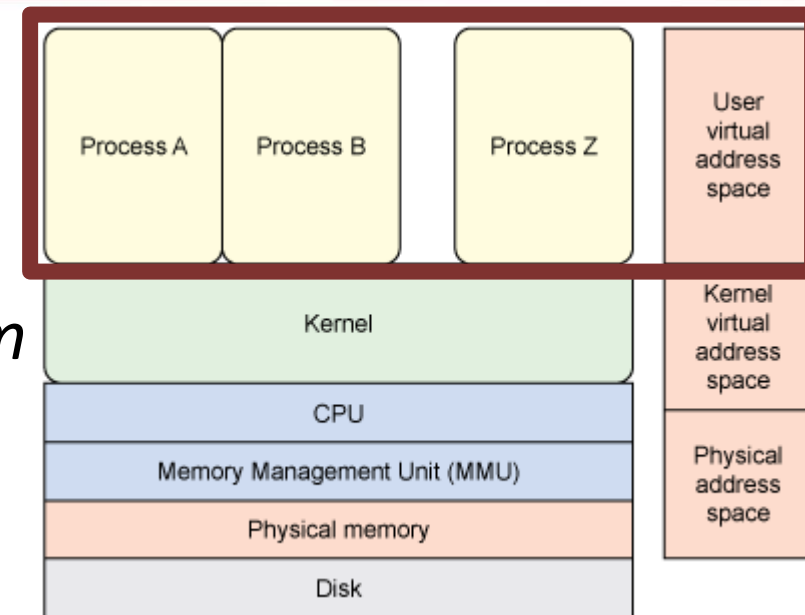 Process A
Process B
Process Z
User
virtual
address
space
Kernel
Kernel
virtual
address
space
CPU
Memory Management Unit (MMU)
Physical
address
space
Physical memory
Disk